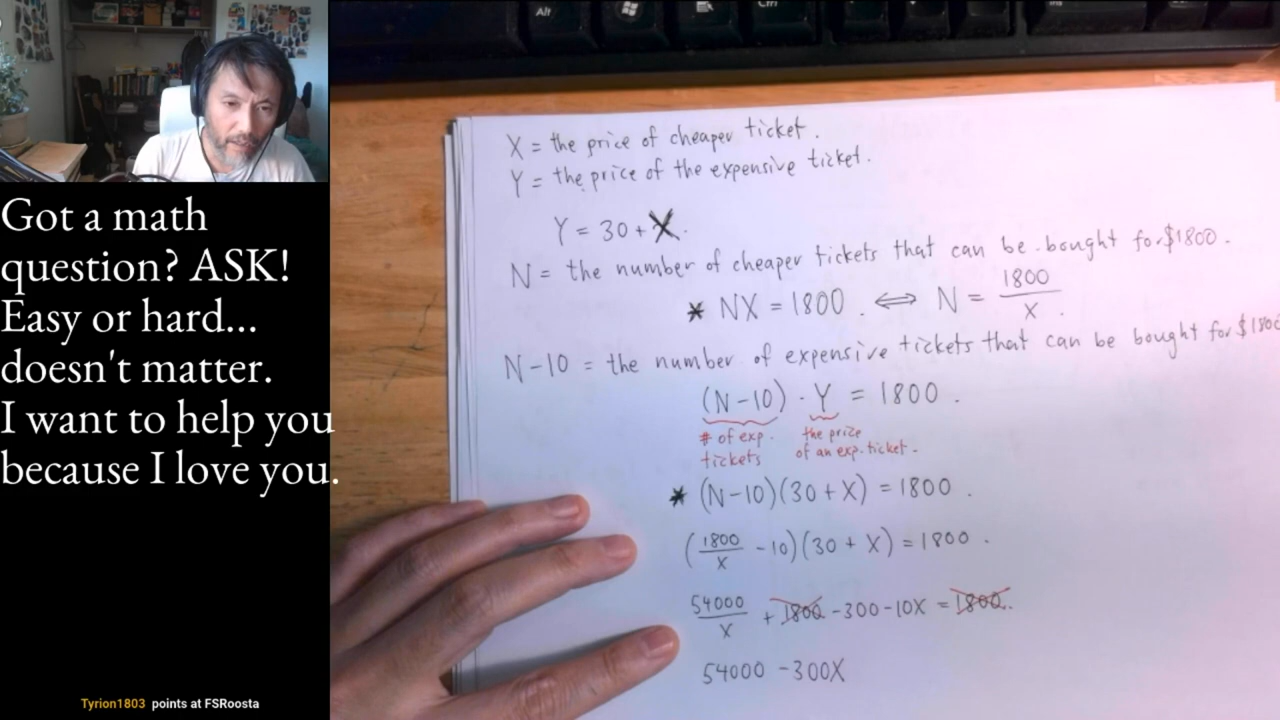 Got a math
question? ASK!
Easy or hard...
doesn't matter.
I want to help you
because I love you.
Tyrion1803 points at FSRoosta
Alt
Ctrl
X = the price of cheaper ticket.
Y = the price of the expensive ticket.
Y = 30 + X.
N = the number of cheaper tickets that can be bought for $1800.
* NX = 1800. ⟺ N = 1800/X.
N-10 = the number of expensive tickets that can be bought for $180
(N-10) · Y = 1800.
# of exp. tickets
the price of an exp. ticket.
* (N-10)(30+X) = 1800.
(1800/X - 10)(30 + X) = 1800.
54000/X + 1800 - 300 - 10X = 1800.
54000 - 300X